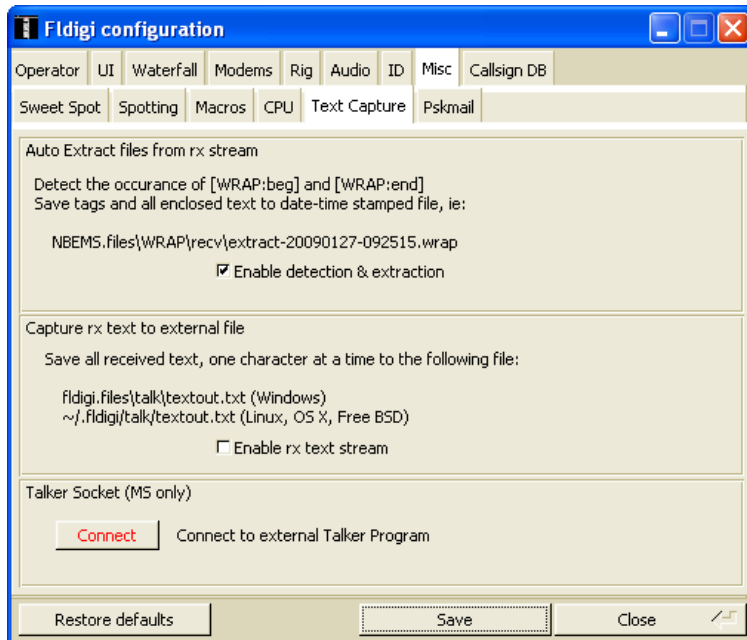 Fldigi configuration
Operator UI Waterfall Modems Rig Audio ID Misc Callsign DB
Sweet Spot Spotting Macros CPU Text Capture Pskmail
Auto Extract files from rx stream
Detect the occurance of [WRAP:beg] and [WRAP:end]
Save tags and all enclosed text to date-time stamped file, ie:
NBEMS.files\WRAP\recv\extract-20090127-092515.wrap
Enable detection & extraction
Capture rx text to external file
Save all received text, one character at a time to the following file:
fldigi.files\talk\textout.txt (Windows)
~/.fldigi/talk/textout.txt (Linux, OS X, Free BSD)
Enable rx text stream
Talker Socket (MS only)
Connect Connect to external Talker Program
Restore defaults Save Close